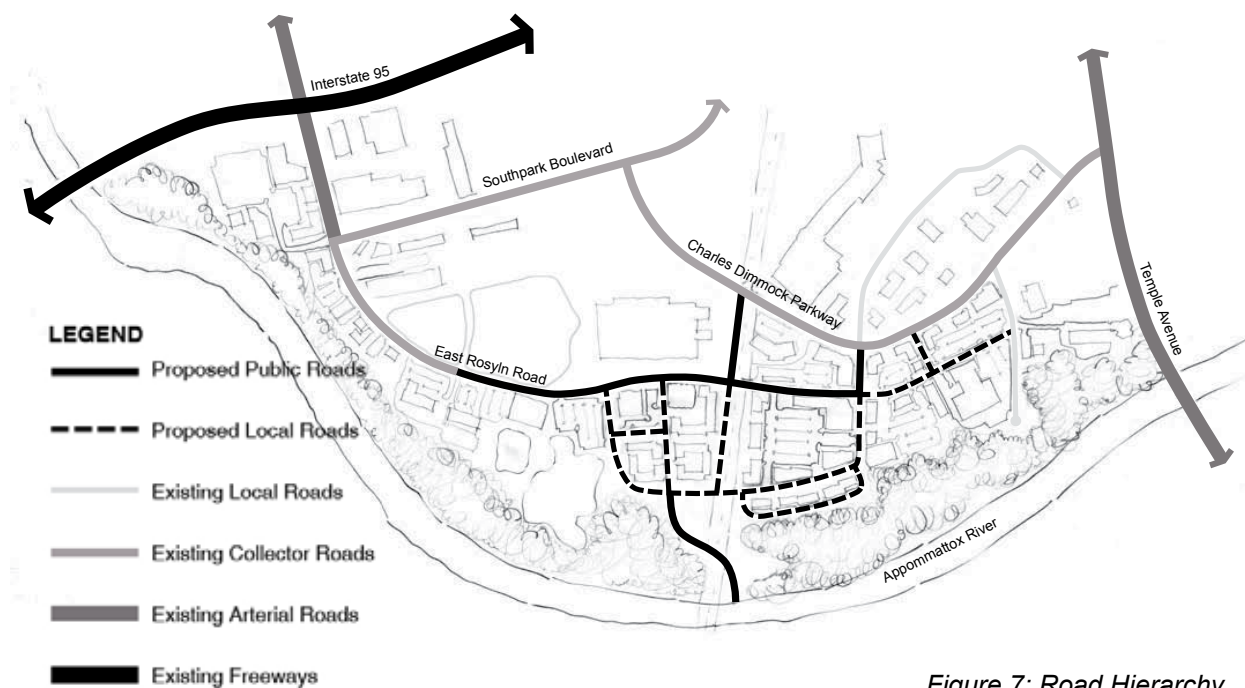 Interstate 95
Southpark Boulevard
Charles Dimmock Parkway
Temple Avenue
East Rosyln Road
Appommattox River
LEGEND
Proposed Public Roads
Proposed Local Roads
Existing Local Roads
Existing Collector Roads
Existing Arterial Roads
Existing Freeways
Figure 7: Road Hierarchy